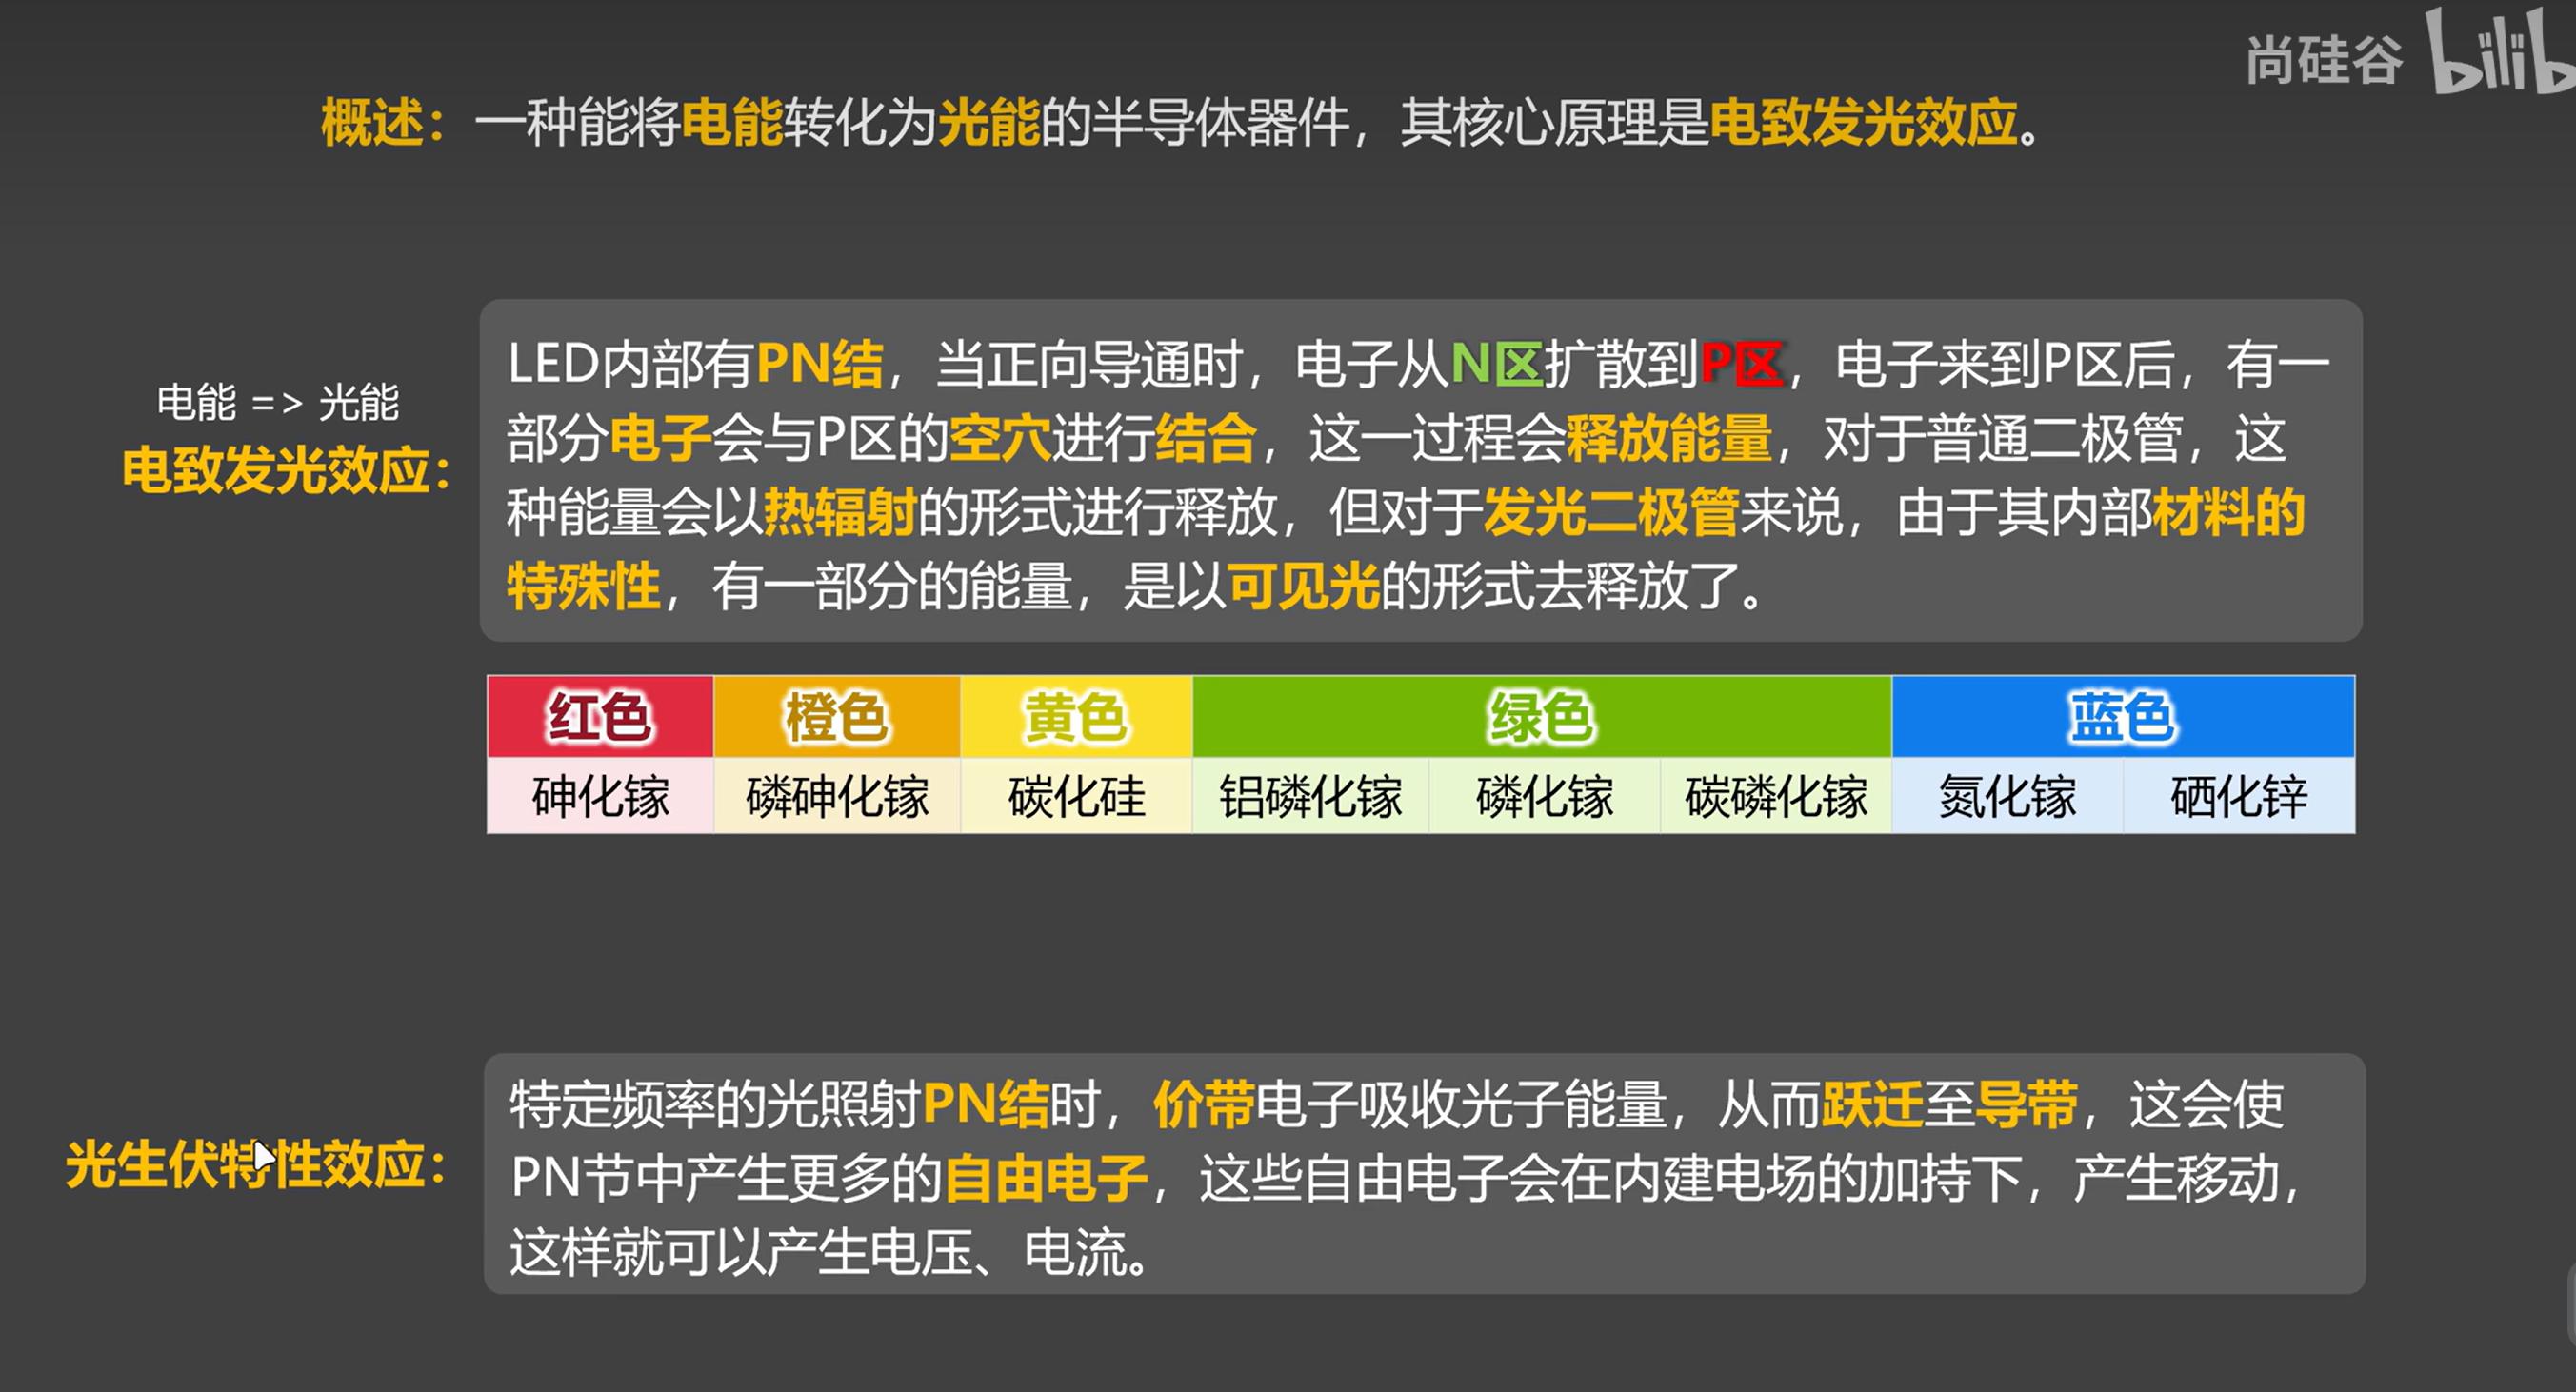 尚硅谷 bilib
概述：一种能将电能转化为光能的半导体器件，其核心原理是电致发光效应。
电能 => 光能
电致发光效应：
LED内部有PN结，当正向导通时，电子从N区扩散到P区，电子来到P区后，有一
部分电子会与P区的空穴进行结合，这一过程会释放能量，对于普通二极管，这
种能量会以热辐射的形式进行释放，但对于发光二极管来说，由于其内部材料的
特殊性，有一部分的能量，是以可见光的形式去释放了。
红色 橙色 黄色 绿色 蓝色
砷化镓 磷砷化镓 碳化硅 铝磷化镓 磷化镓 碳磷化镓 氮化镓 硒化锌
光生伏特性效应：
特定频率的光照射PN结时，价带电子吸收光子能量，从而跃迁至导带，这会使
PN节中产生更多的自由电子，这些自由电子会在内建电场的加持下，产生移动，
这样就可以产生电压、电流。